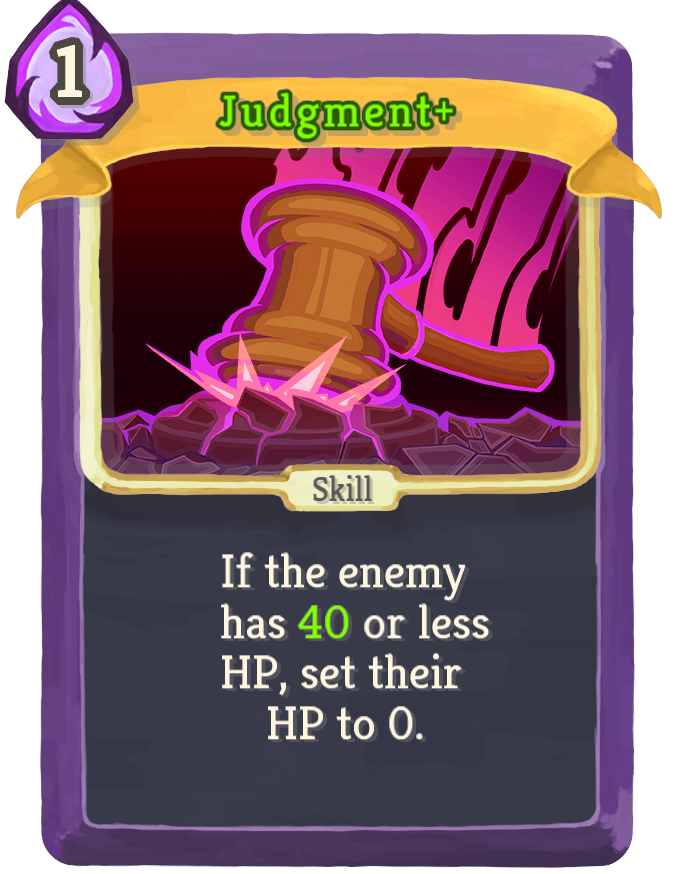 1
Judgment+
Skill
If the enemy
has 40 or less
HP, set their
HP to 0.